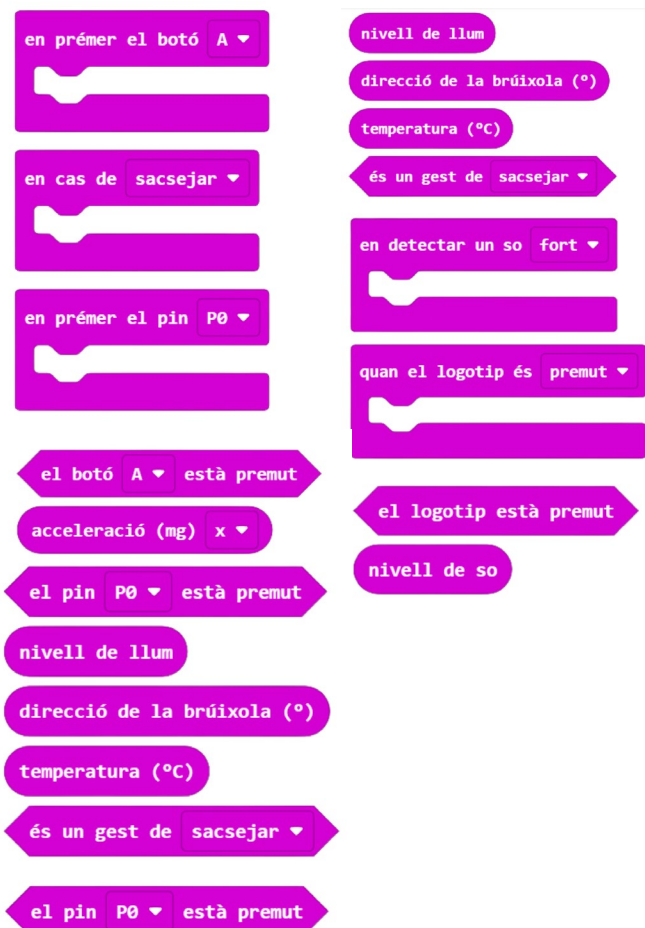 en prémer el botó A
en cas de sacsejar
en prémer el pin P0
el botó A està premut
acceleració (mg) x
el pin P0 està premut
nivell de llum
direcció de la brúixola (º)
temperatura (ºC)
és un gest de sacsejar
el pin P0 està premut
nivell de llum
direcció de la brúixola (º)
temperatura (ºC)
és un gest de sacsejar
en detectar un so fort
quan el logotip és premut
el logotip està premut
nivell de so